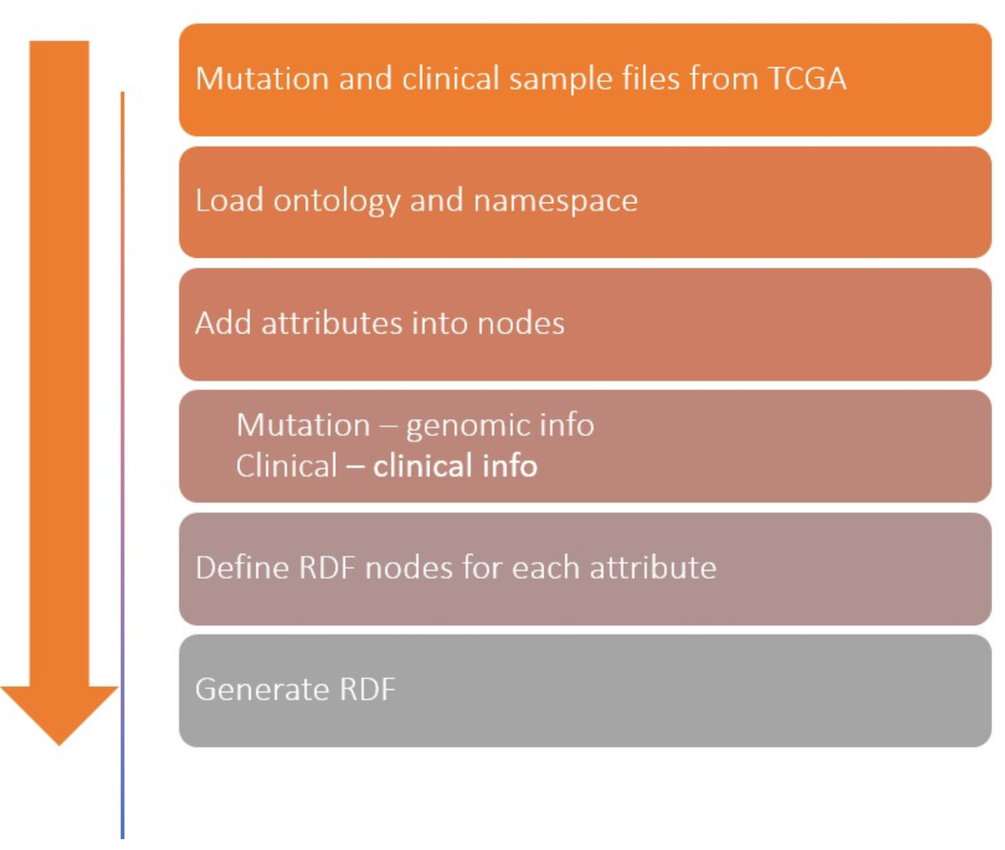 Mutation and clinical sample files from TCGA
Load ontology and namespace
Add attributes into nodes
Mutation – genomic info
Clinical – clinical info
Define RDF nodes for each attribute
Generate RDF